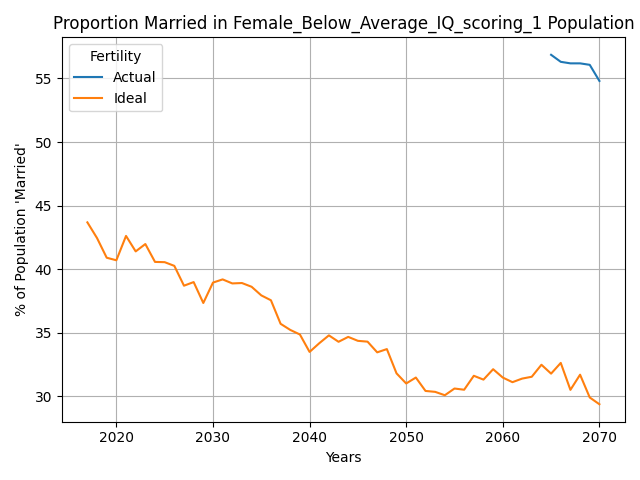 Proportion Married in Female_Below_Average_IQ_scoring_1 Population
Fertility
Actual
Ideal
% of Population 'Married'
55
50
45
40
35
30
2020
2030
2040
2050
2060
2070
Years